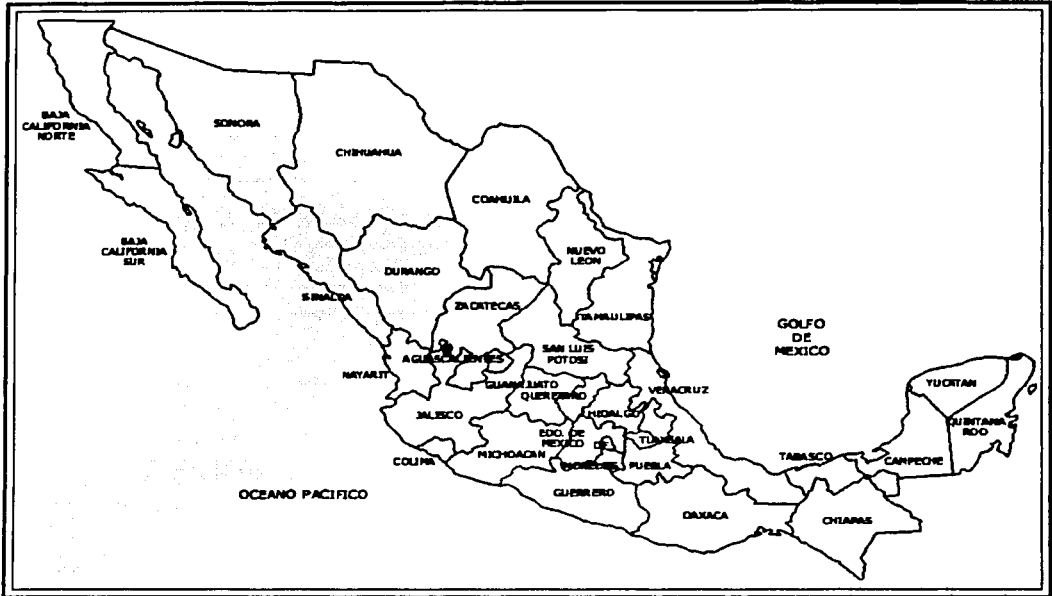 BAJA
CALIFORNIA
NORTE
SONORA
CHIHUAHUA
COAHUILA
BAJA
CALIFORNIA
SUR
NUEVO
LEON
DURANGO
SINALOA
ZACATECAS
TAMAULIPAS
GOLFO
DE
MEXICO
SAN LUIS
POTOSI
AGUASCALIENTES
NAYARIT
GUANAJUATO
VERACRUZ
YUCATAN
QUERETARO
JALISCO
HIDALGO
QUINTANA
ROO
EDO. DE
MEXICO
D.F.
TLAXCALA
MICHOACAN
COLIMA
TABASCO
CAMPECHE
MORELOS
PUEBLA
OCEANO PACIFICO
GUERRERO
OAXACA
CHIAPAS